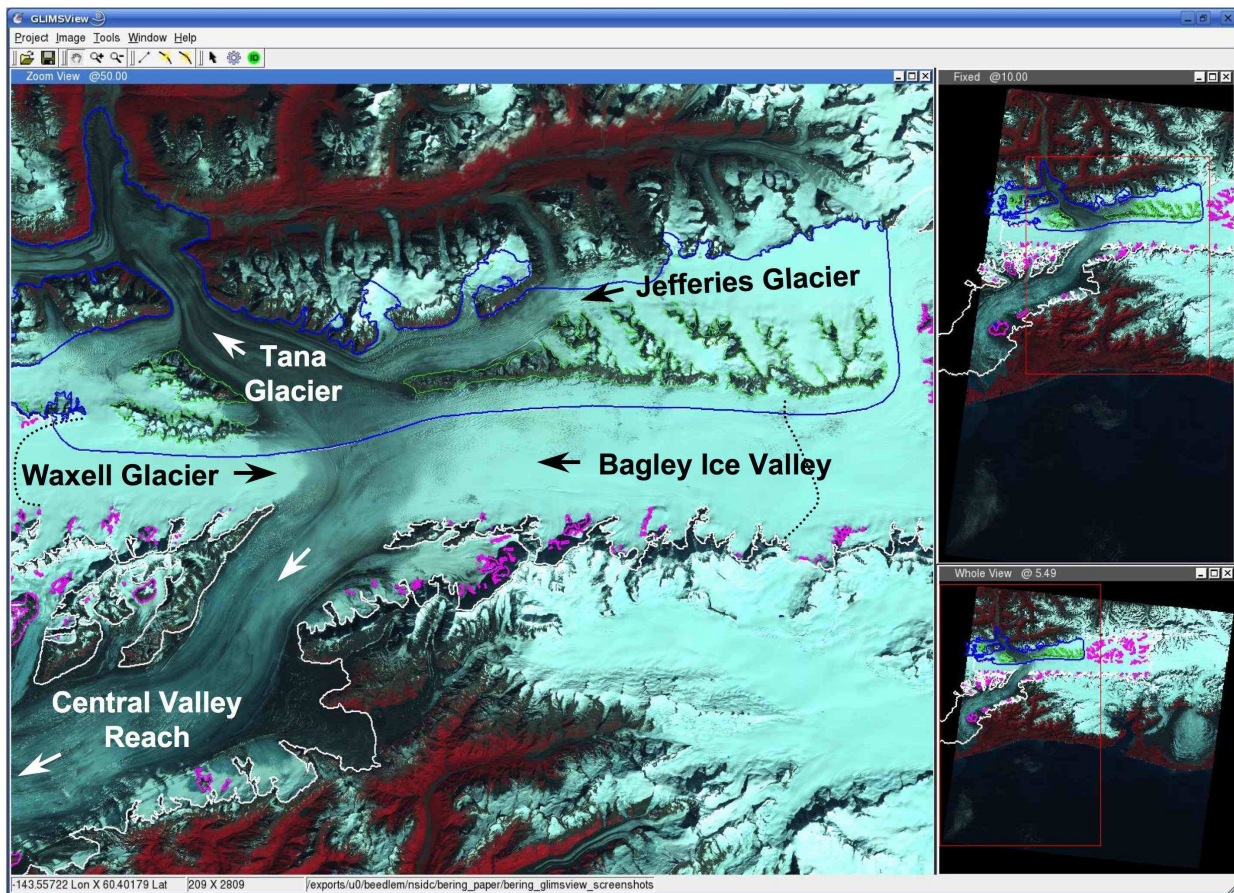 GLIMSView
Project Image Tools Window Help
ID
Zoom View @50.00
Jefferies Glacier
Tana
Glacier
Waxell Glacier
Bagley Ice Valley
Central Valley
Reach
Fixed @10.00
Whole View @ 5.49
-143.55722 Lon X 60.40179 Lat
209 X 2809
/exports/u0/beedlem/nsidc/bering_paper/bering_glimsview_screenshots